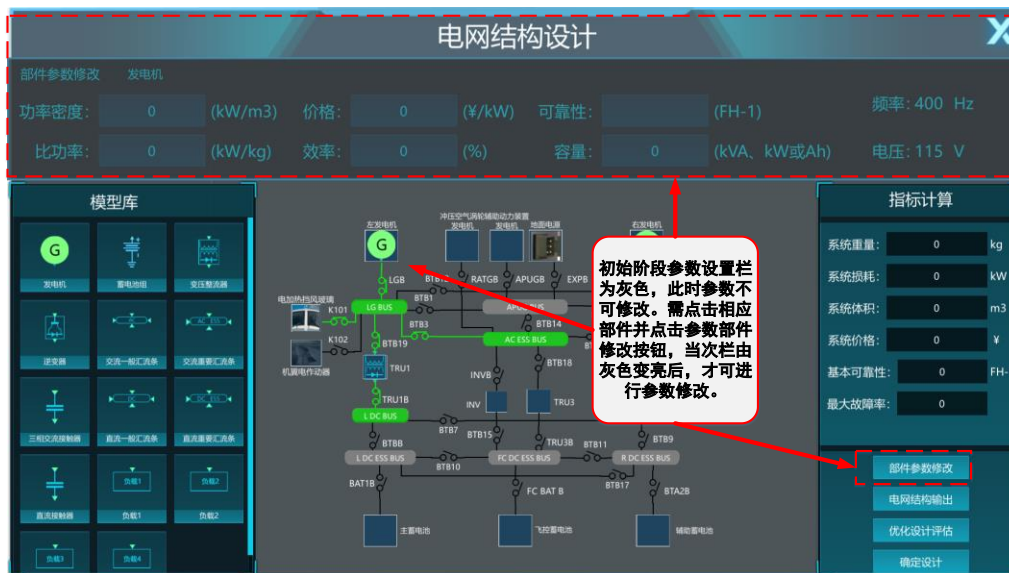 电网结构设计
部件参数修改 发电机
功率密度： 0 (kW/m3) 价格： 0 (¥/kW) 可靠性： (FH-1) 频率：400 Hz
比功率： 0 (kW/kg) 效率： 0 (%) 容量： 0 (kVA、kW或Ah) 电压：115 V
模型库
G
发电机 蓄电池组 变压整流器
AC ESS
逆变器 交流一般汇流条 交流重要汇流条
DC DC ESS
三相交流接触器 直流一般汇流条 直流重要汇流条
负载1 负载2
直流接触器 负载1 负载2
负载3 负载4
左发电机 冲压空气涡轮辅助动力装置 右发电机
发电机 发电机 地面电源
G
LGB BTB12 RATGB APUGB EXPB
电加热挡风玻璃 K101 LG BUS BTB1 APUG BUS
BTB3 BTB14
K102 BTB19 AC ESS BUS
机翼电作动器 TRU1 INVB BTB18
TRU1B INV TRU3
L DC BUS
BTB7 BTB15
BTB8 TRU3B BTB11 BTB9
L DC ESS BUS BTB10 FC DC ESS BUS R DC ESS BUS
BAT1B FC BAT B BTB17 BTA2B
主蓄电池 飞控蓄电池 辅助蓄电池
初始阶段参数设置栏
为灰色，此时参数不
可修改。需点击相应
部件并点击参数部件
修改按钮，当次栏由
灰色变亮后，才可进
行参数修改。
指标计算
系统重量： 0 kg
系统损耗： 0 kW
系统体积： 0 m3
系统价格： 0 ¥
基本可靠性： 0 FH-
最大故障率： 0
部件参数修改
电网结构输出
优化设计评估
确定设计